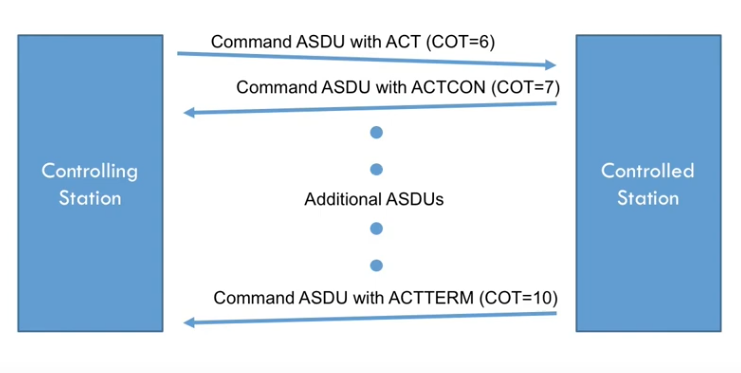 Command ASDU with ACT (COT=6)
Command ASDU with ACTCON (COT=7)
Controlling
Station
Additional ASDUs
Controlled
Station
Command ASDU with ACTTERM (COT=10)